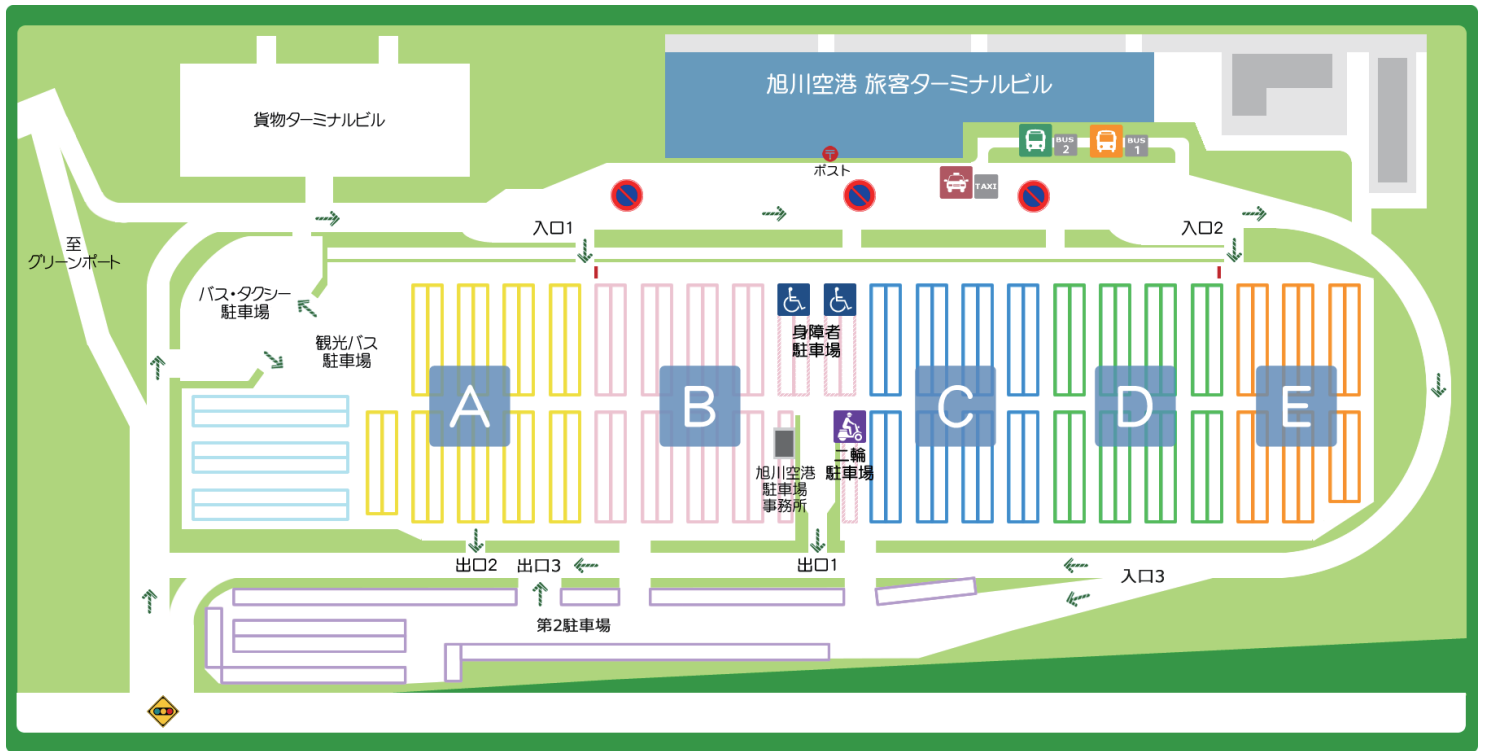 旭川空港 旅客ターミナルビル
貨物ターミナルビル
BUS
2
BUS
1
〒
ポスト
TAXI
入口1
入口2
至
グリーンポート
バス・タクシー
駐車場
観光バス
駐車場
身障者
駐車場
A
B
C
D
E
二輪
駐車場
旭川空港
駐車場
事務所
出口2
出口3
出口1
入口3
第2駐車場